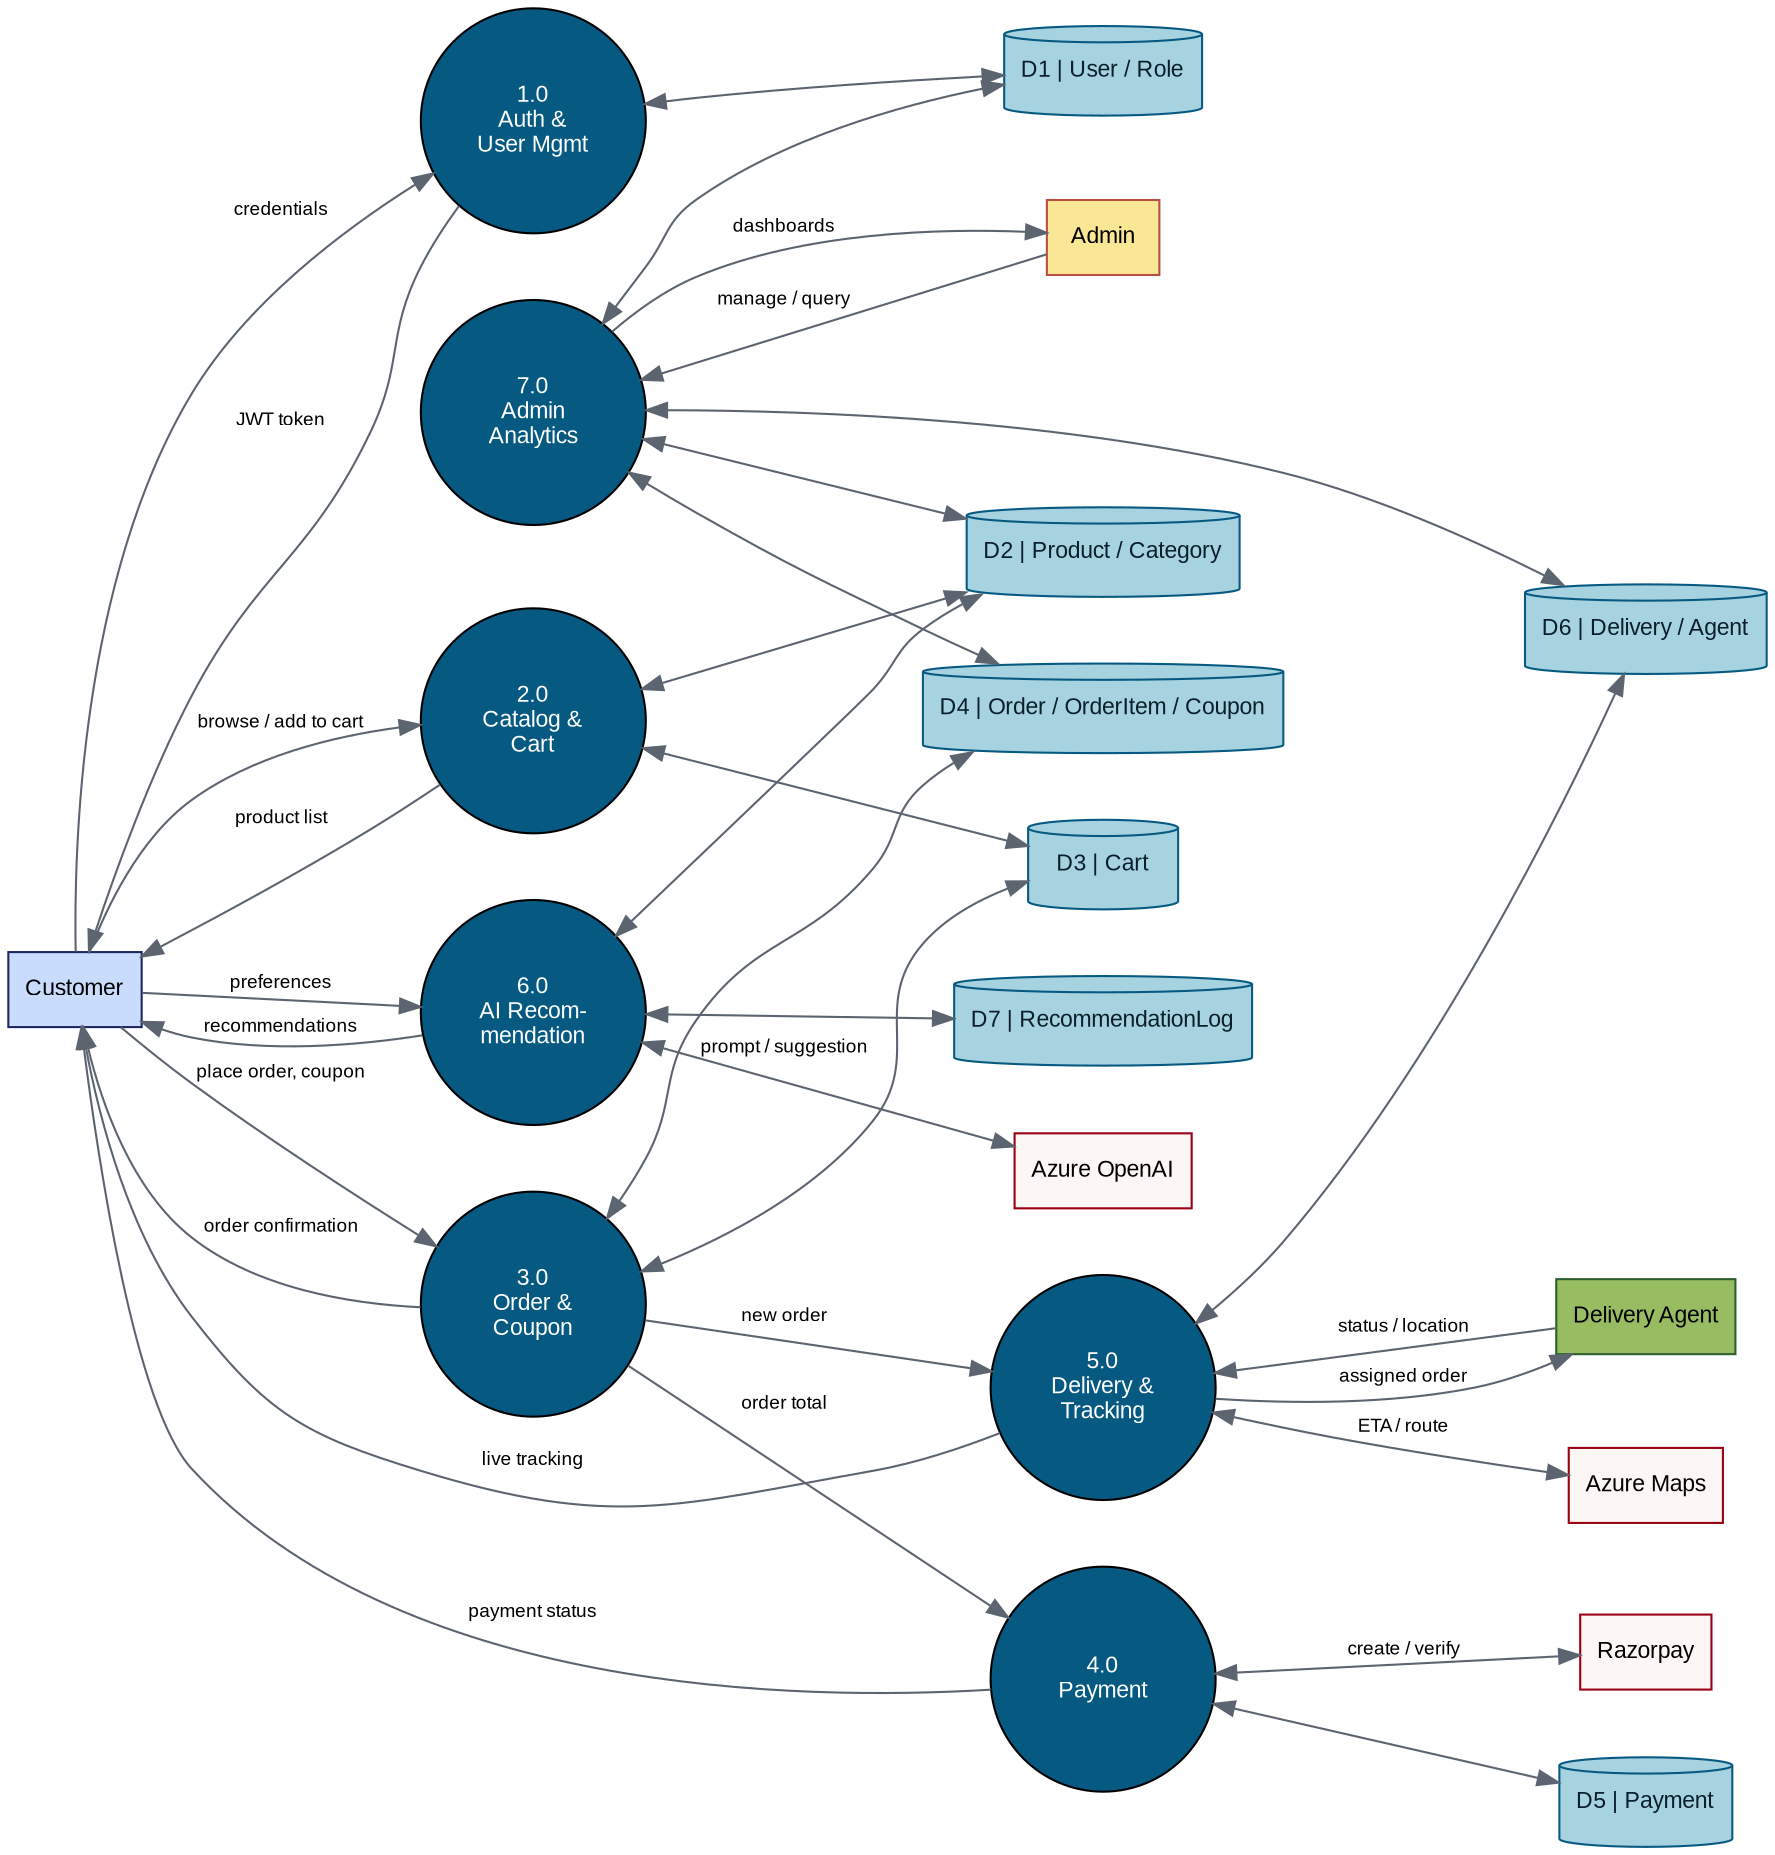 1.0
Auth &
User Mgmt
D1 | User / Role
credentials
dashboards
Admin
manage / query
7.0
Admin
Analytics
JWT token
D2 | Product / Category
D6 | Delivery / Agent
2.0
Catalog &
Cart
browse / add to cart
D4 | Order / OrderItem / Coupon
product list
D3 | Cart
Customer
preferences
recommendations
6.0
AI Recom-
mendation
D7 | RecommendationLog
prompt / suggestion
place order, coupon
Azure OpenAI
order confirmation
3.0
Order &
Coupon
new order
status / location
Delivery Agent
5.0
Delivery &
Tracking
assigned order
order total
ETA / route
live tracking
Azure Maps
payment status
4.0
Payment
create / verify
Razorpay
D5 | Payment